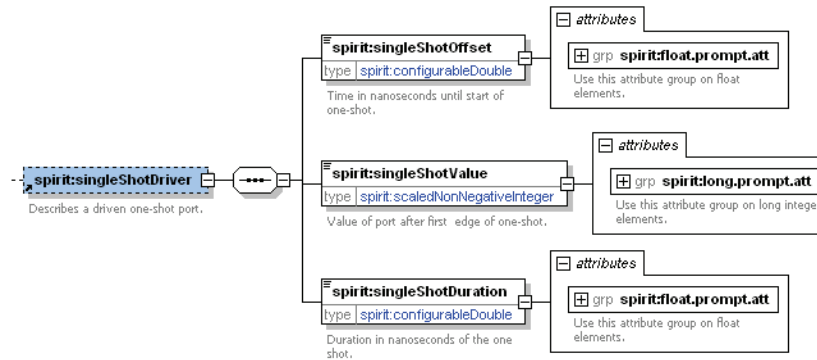 attributes
spirit:singleShotOffset
grp spirit:float.prompt.att
type spirit:configurableDouble
Use this attribute group on float
elements.
Time in nanoseconds until start of
one-shot.
attributes
spirit:singleShotDriver
spirit:singleShotValue
grp spirit:long.prompt.att
type spirit:scaledNonNegativeInteger
Describes a driven one-shot port.
Value of port after first edge of one-shot.
Use this attribute group on long intege
elements.
attributes
spirit:singleShotDuration
grp spirit:float.prompt.att
type spirit:configurableDouble
Use this attribute group on float
elements.
Duration in nanoseconds of the one
shot.